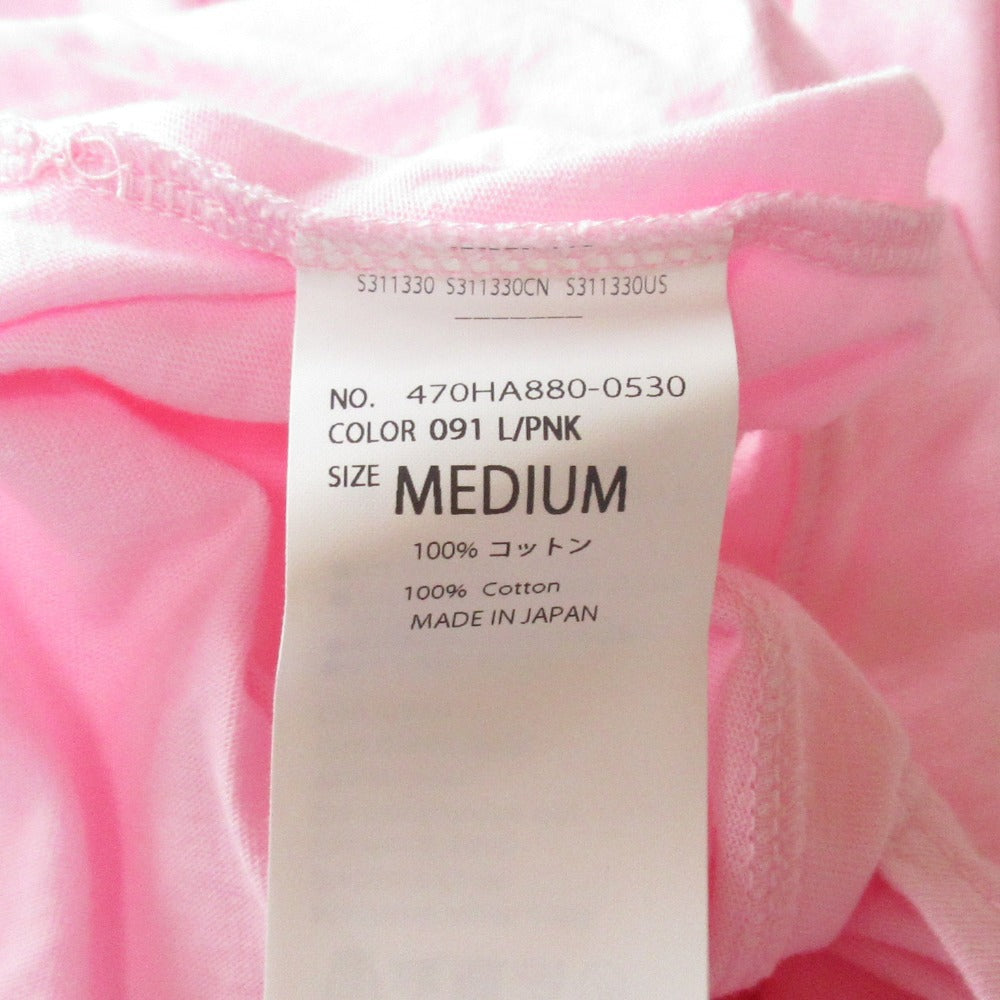 S311330 S311330CN S311330US
NO. 470HA880-0530
COLOR 091 L/PNK
SIZE MEDIUM
100% コットン
100% Cotton
MADE IN JAPAN